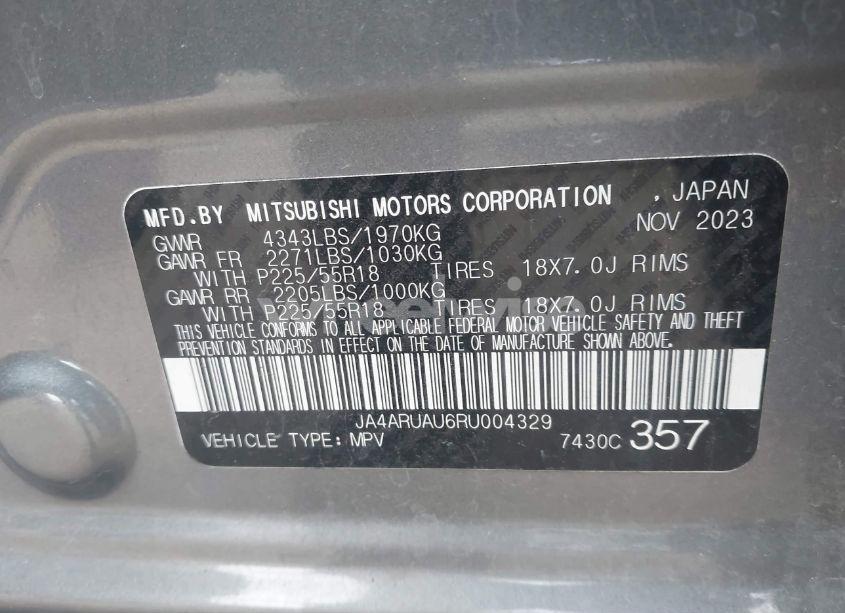 MFD.BY MITSUBISHI MOTORS CORPORATION , JAPAN
NOV 2023
GVWR 4343LBS/1970KG
GAWR FR 2271LBS/1030KG
WITH P225/55R18 TIRES 18X7.0J RIMS
GAWR RR 2205LBS/1000KG
WITH P225/55R18 TIRES 18X7.0J RIMS
THIS VEHICLE CONFORMS TO ALL APPLICABLE FEDERAL MOTOR VEHICLE SAFETY AND THEFT
PREVENTION STANDARDS IN EFFECT ON THE DATE OF MANUFACTURE SHOWN ABOVE.
JA4ARUAU6RU004329
VEHICLE TYPE: MPV 7430C 357